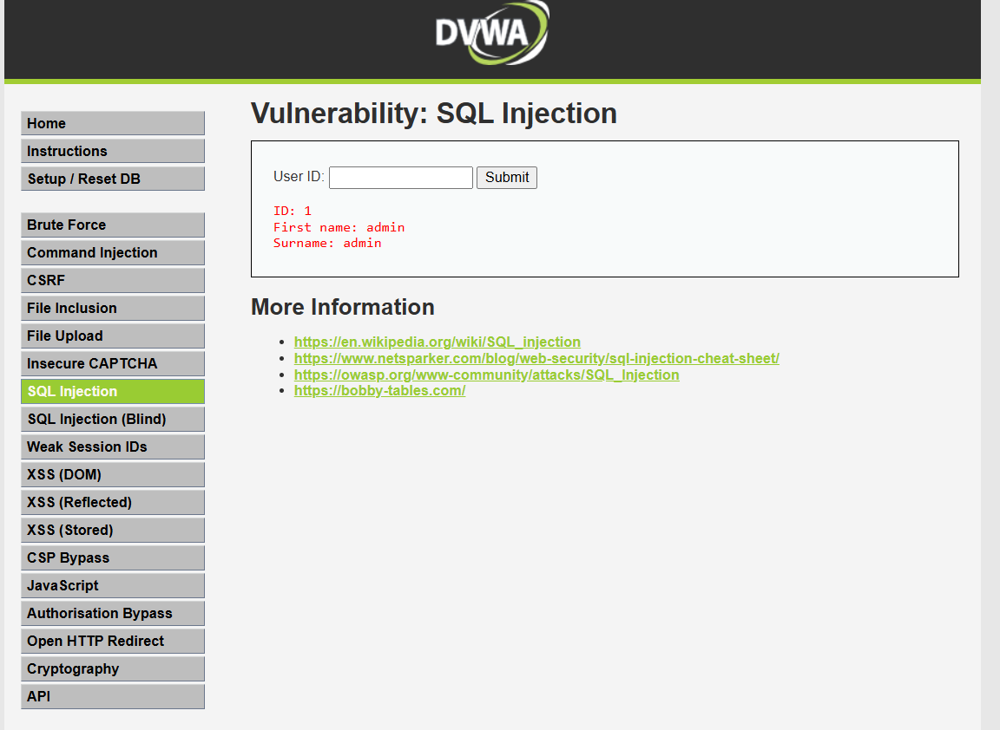 DVWA
Home
Instructions
Setup / Reset DB
Brute Force
Command Injection
CSRF
File Inclusion
File Upload
Insecure CAPTCHA
SQL Injection
SQL Injection (Blind)
Weak Session IDs
XSS (DOM)
XSS (Reflected)
XSS (Stored)
CSP Bypass
JavaScript
Authorisation Bypass
Open HTTP Redirect
Cryptography
API
Vulnerability: SQL Injection
User ID: Submit
ID: 1
First name: admin
Surname: admin
More Information
https://en.wikipedia.org/wiki/SQL_injection
https://www.netsparker.com/blog/web-security/sql-injection-cheat-sheet/
https://owasp.org/www-community/attacks/SQL_Injection
https://bobby-tables.com/